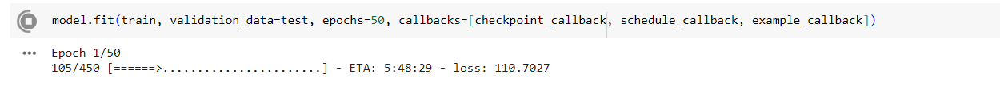 model.fit(train, validation_data=test, epochs=50, callbacks=[checkpoint_callback, schedule_callback, example_callback])
Epoch 1/50
105/450 [======>.......................] - ETA: 5:48:29 - loss: 110.7027